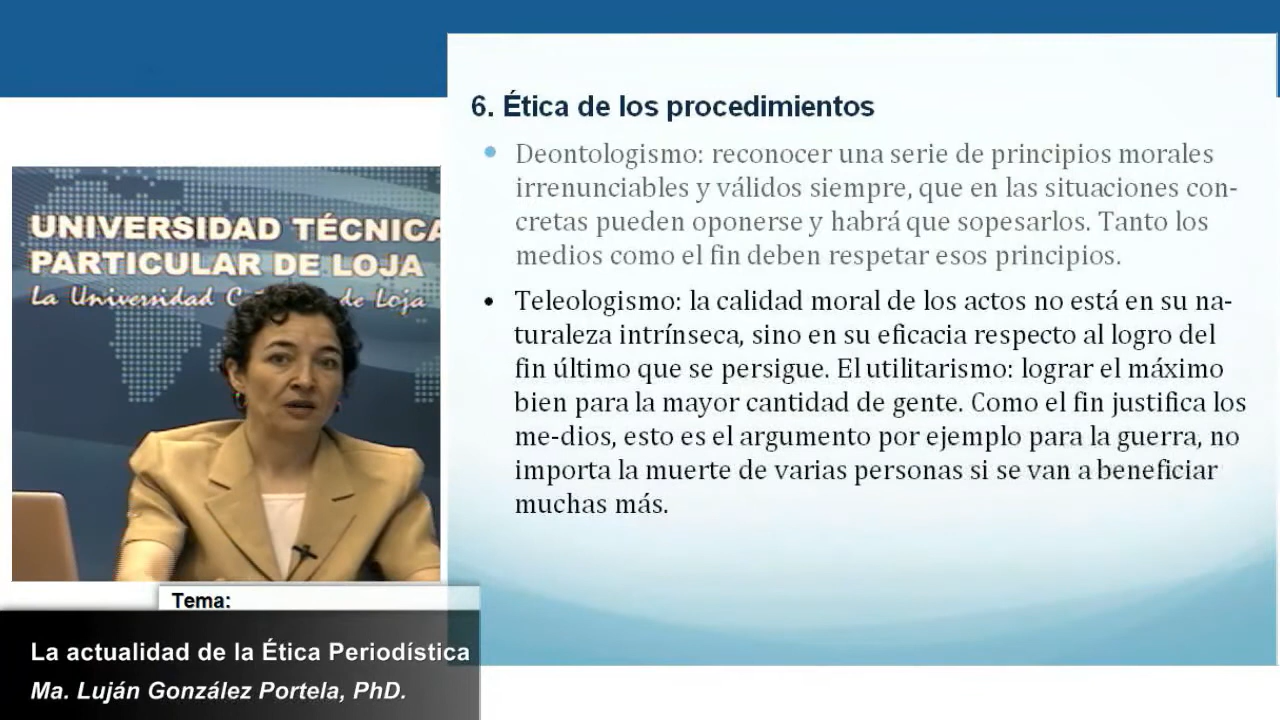 6. Ética de los procedimientos
Deontologismo: reconocer una serie de principios morales
irrenunciables y válidos siempre, que en las situaciones con-
cretas pueden oponerse y habrá que sopesarlos. Tanto los
medios como el fin deben respetar esos principios.
Teleologismo: la calidad moral de los actos no está en su na-
turaleza intrínseca, sino en su eficacia respecto al logro del
fin último que se persigue. El utilitarismo: lograr el máximo
bien para la mayor cantidad de gente. Como el fin justifica los
me-dios, esto es el argumento por ejemplo para la guerra, no
importa la muerte de varias personas si se van a beneficiar
muchas más.
UNIVERSIDAD TÉCNICA
PARTICULAR DE LOJA
La Universidad de Loja
Tema:
La actualidad de la Ética Periodística
Ma. Luján González Portela, PhD.